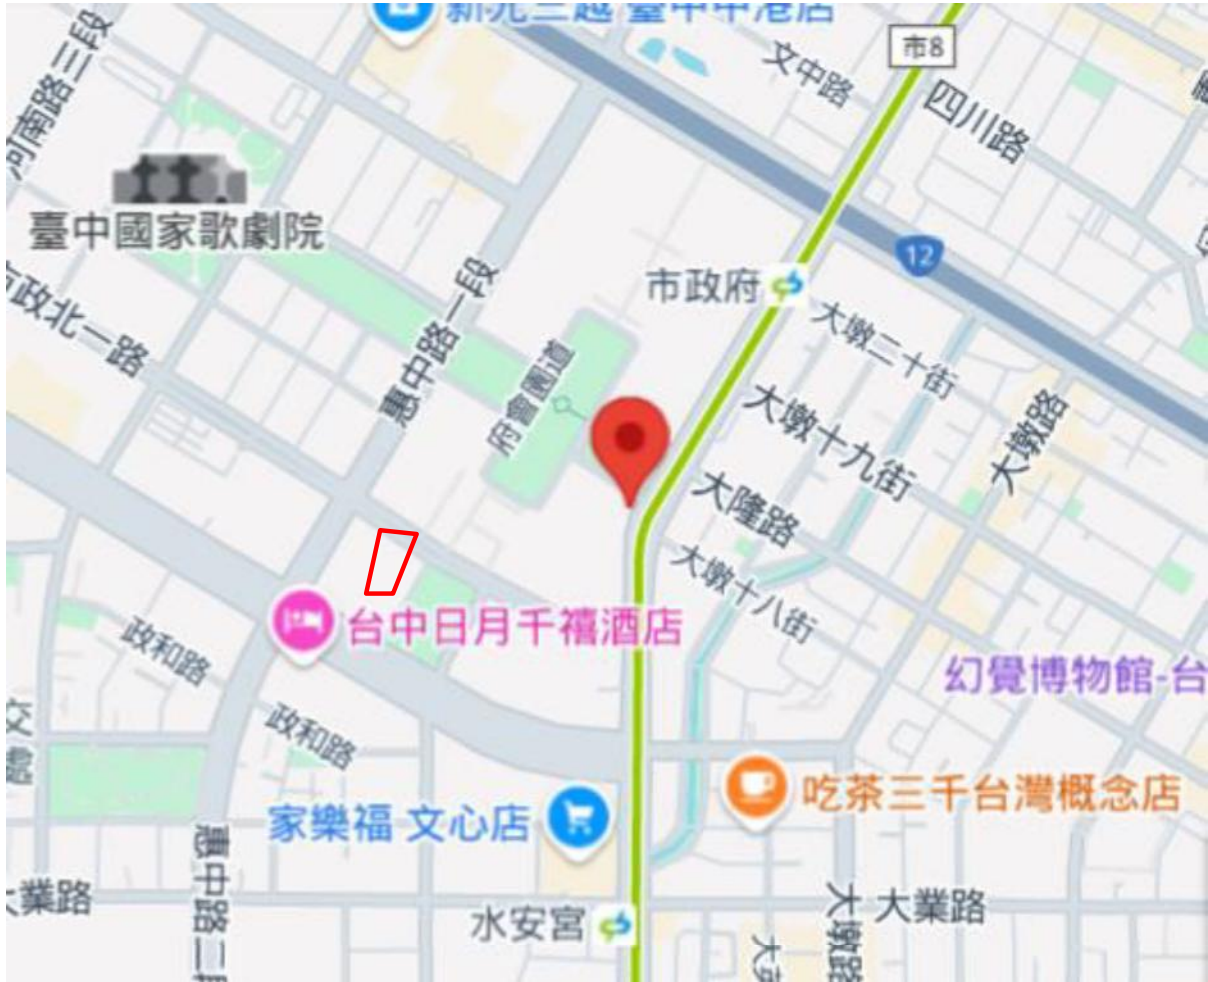 新光三越 臺中中港店
市8
文中路
四川路
河南路三段
臺中國家歌劇院
12
市政府
惠中路一段
市政北一路
大墩二十街
府會園道
大墩十九街
大墩路
大隆路
大墩十八街
台中日月千禧酒店
政和路
幻覺博物館-台
交
處
政和路
吃茶三千台灣概念店
家樂福 文心店
惠中路二段
大業路
大業路
水安宮
大墩路
大英